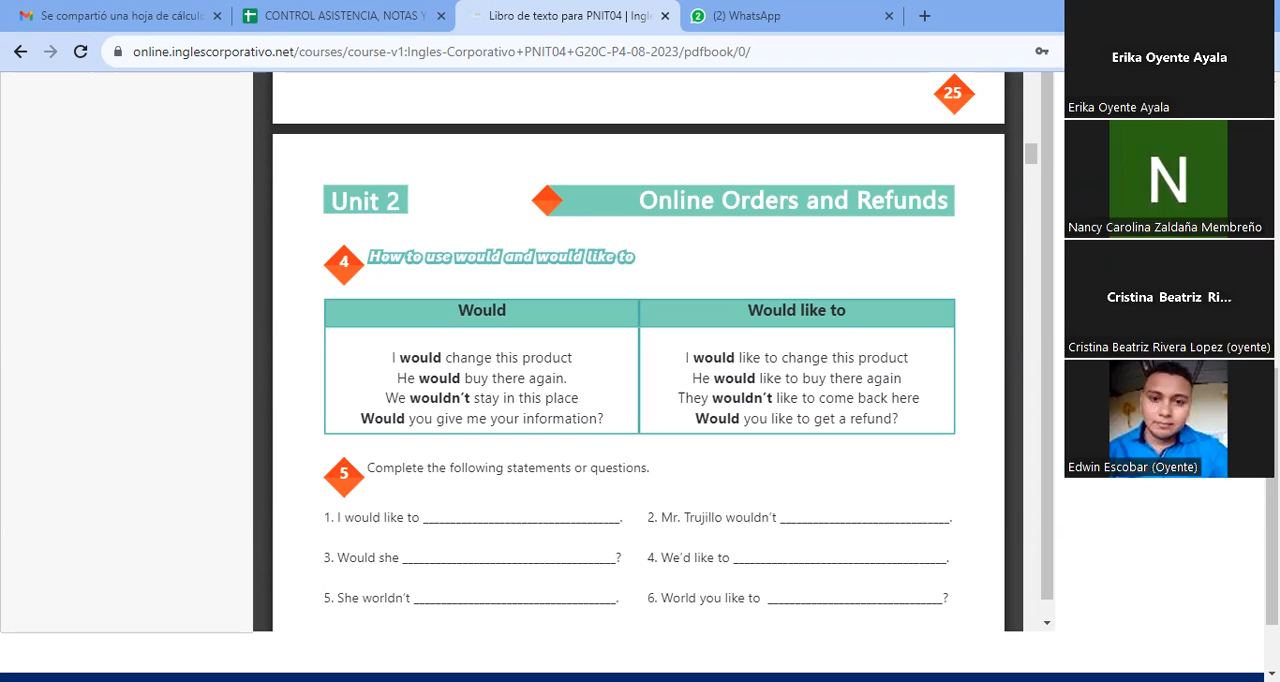 Se compartió una hoja de cálcul
CONTROL ASISTENCIA, NOTAS Y
Libro de texto para PNIT04 | Ingl
(2) WhatsApp
online.inglescorporativo.net/courses/course-v1:Ingles-Corporativo+PNIT04+G20C-P4-08-2023/pdfbook/0/
25
Unit 2
Online Orders and Refunds
4 How to use would and would like to
Would
Would like to
I would change this product
He would buy there again.
We wouldn't stay in this place
Would you give me your information?
I would like to change this product
He would like to buy there again
They wouldn't like to come back here
Would you like to get a refund?
5 Complete the following statements or questions.
1. I would like to ______________________________.
2. Mr. Trujillo wouldn't __________________________.
3. Would she _________________________________?
4. We'd like to _________________________________.
5. She worldn't _______________________________.
6. World you like to ___________________________?
Erika Oyente Ayala
Erika Oyente Ayala
N
Nancy Carolina Zaldaña Membreño
Cristina Beatriz Ri...
Cristina Beatriz Rivera Lopez (oyente)
Edwin Escobar (Oyente)